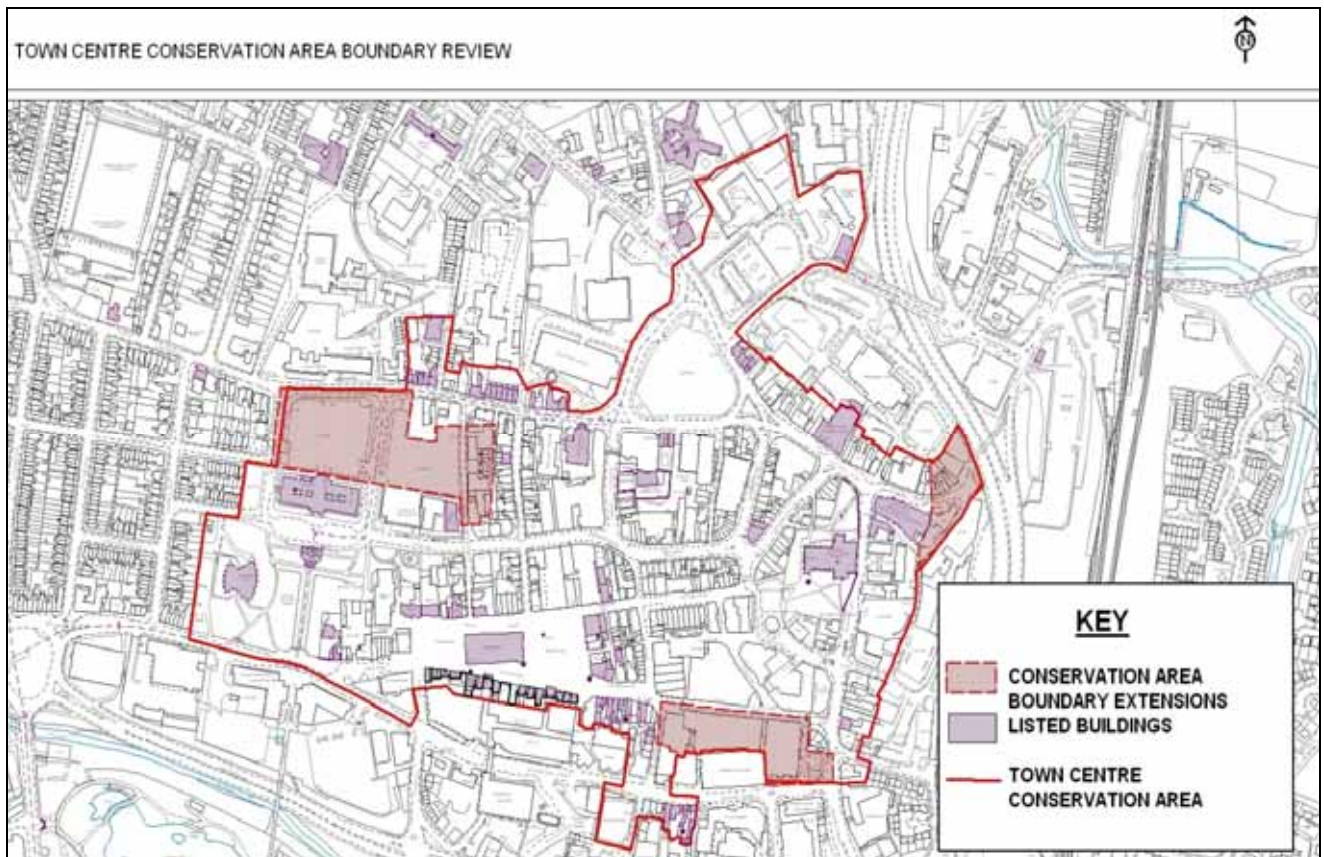 TOWN CENTRE CONSERVATION AREA BOUNDARY REVIEW
N
KEY
CONSERVATION AREA
BOUNDARY EXTENSIONS
LISTED BUILDINGS
TOWN CENTRE
CONSERVATION AREA